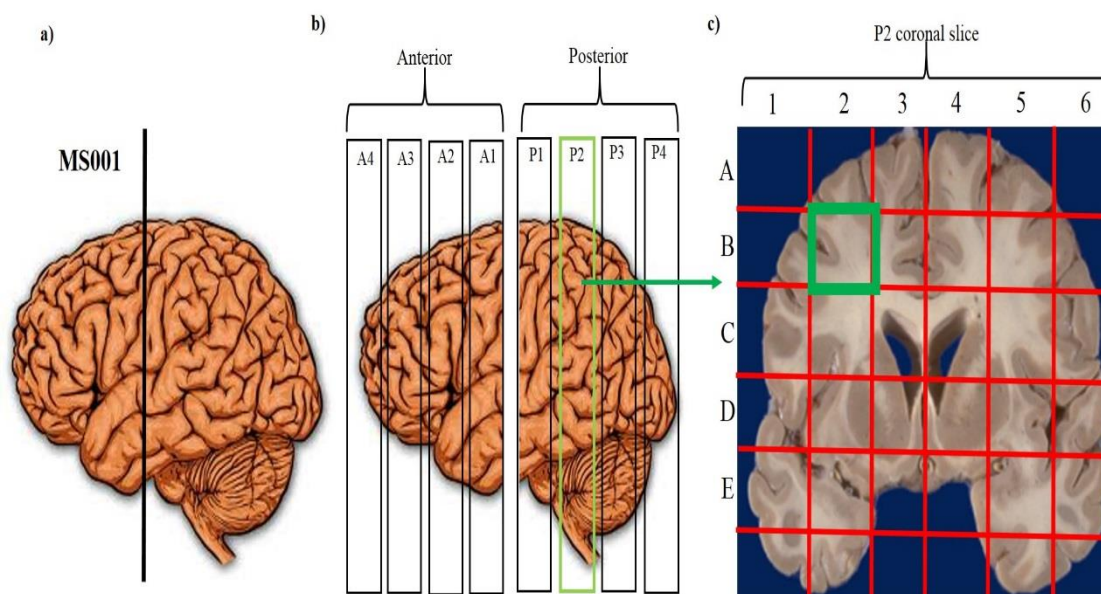 a)
MS001
b)
Anterior
Posterior
A4 A3 A2 A1 P1 P2 P3 P4
c)
P2 coronal slice
1 2 3 4 5 6
A
B
C
D
E